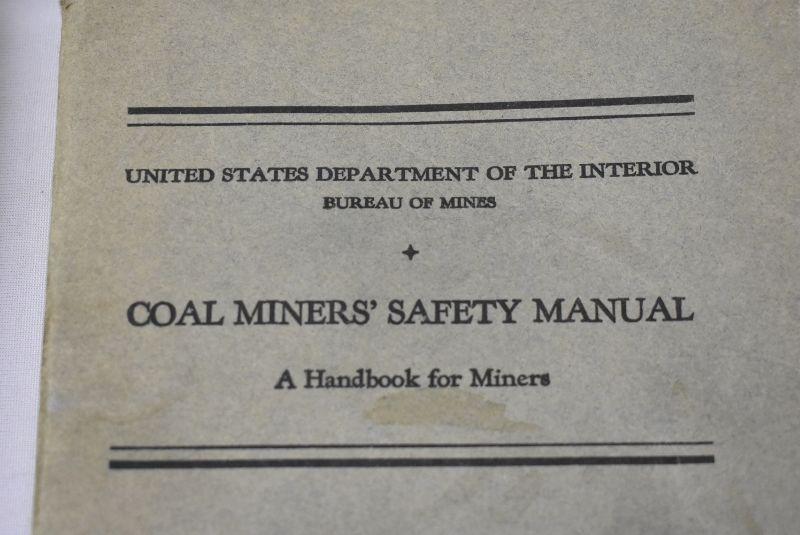 UNITED STATES DEPARTMENT OF THE INTERIOR
BUREAU OF MINES
COAL MINERS' SAFETY MANUAL
A Handbook for Miners